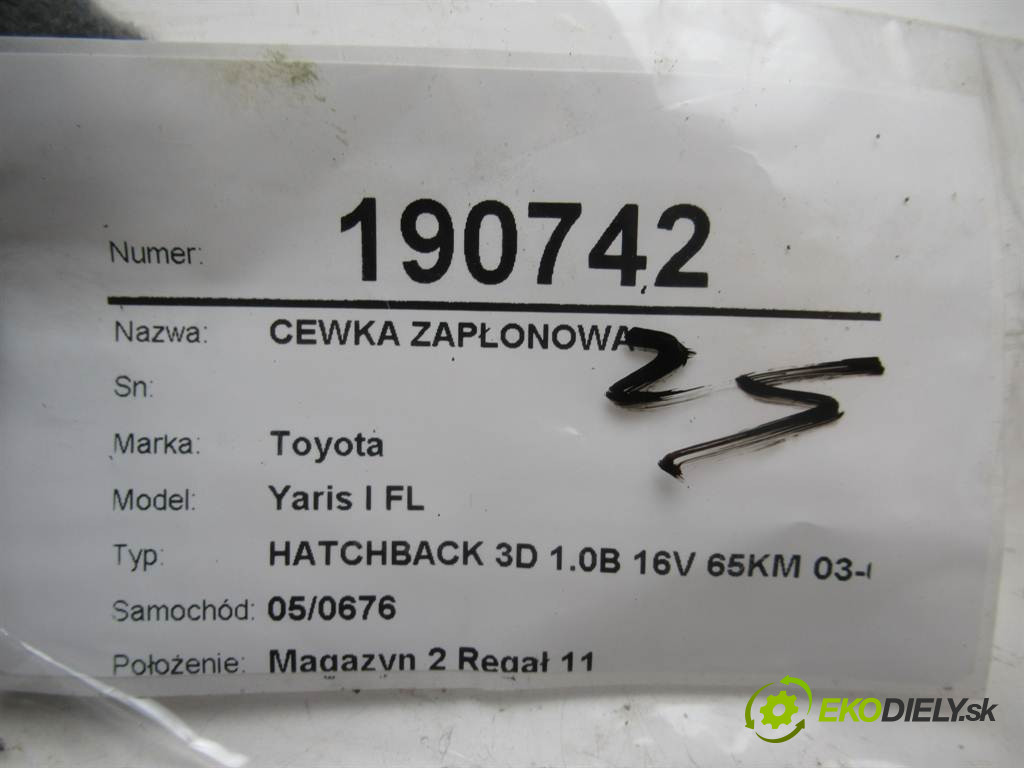 Numer: 190742
Nazwa: CEWKA ZAPŁONOWA
25
Sn:
Marka: Toyota
Model: Yaris I FL
Typ: HATCHBACK 3D 1.0B 16V 65KM 03-
Samochód: 05/0676
Położenie: Magazyn 2 Regał 11
EKODIELY.sk